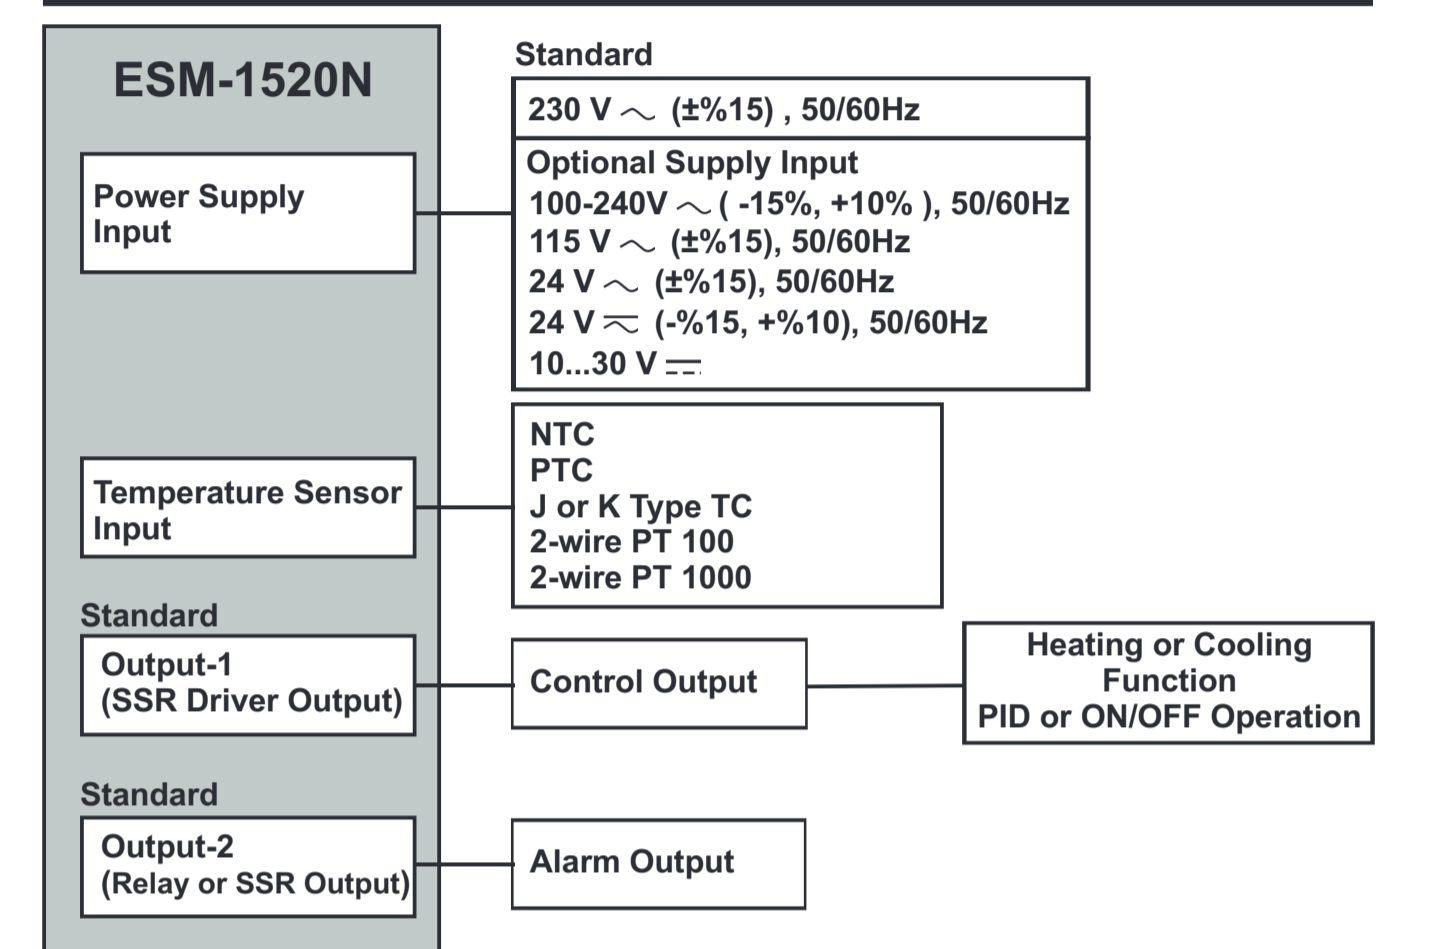 ESM-1520N
Standard
230 V ～ (±%15) , 50/60Hz
Power Supply
Input
Optional Supply Input
100-240V ～ ( -15%, +10% ), 50/60Hz
115 V ～ (±%15), 50/60Hz
24 V ～ (±%15), 50/60Hz
24 V ⏦ (-%15, +%10), 50/60Hz
10...30 V ⎓
Temperature Sensor
Input
NTC
PTC
J or K Type TC
2-wire PT 100
2-wire PT 1000
Standard
Output-1
(SSR Driver Output)
Control Output
Heating or Cooling
Function
PID or ON/OFF Operation
Standard
Output-2
(Relay or SSR Output)
Alarm Output